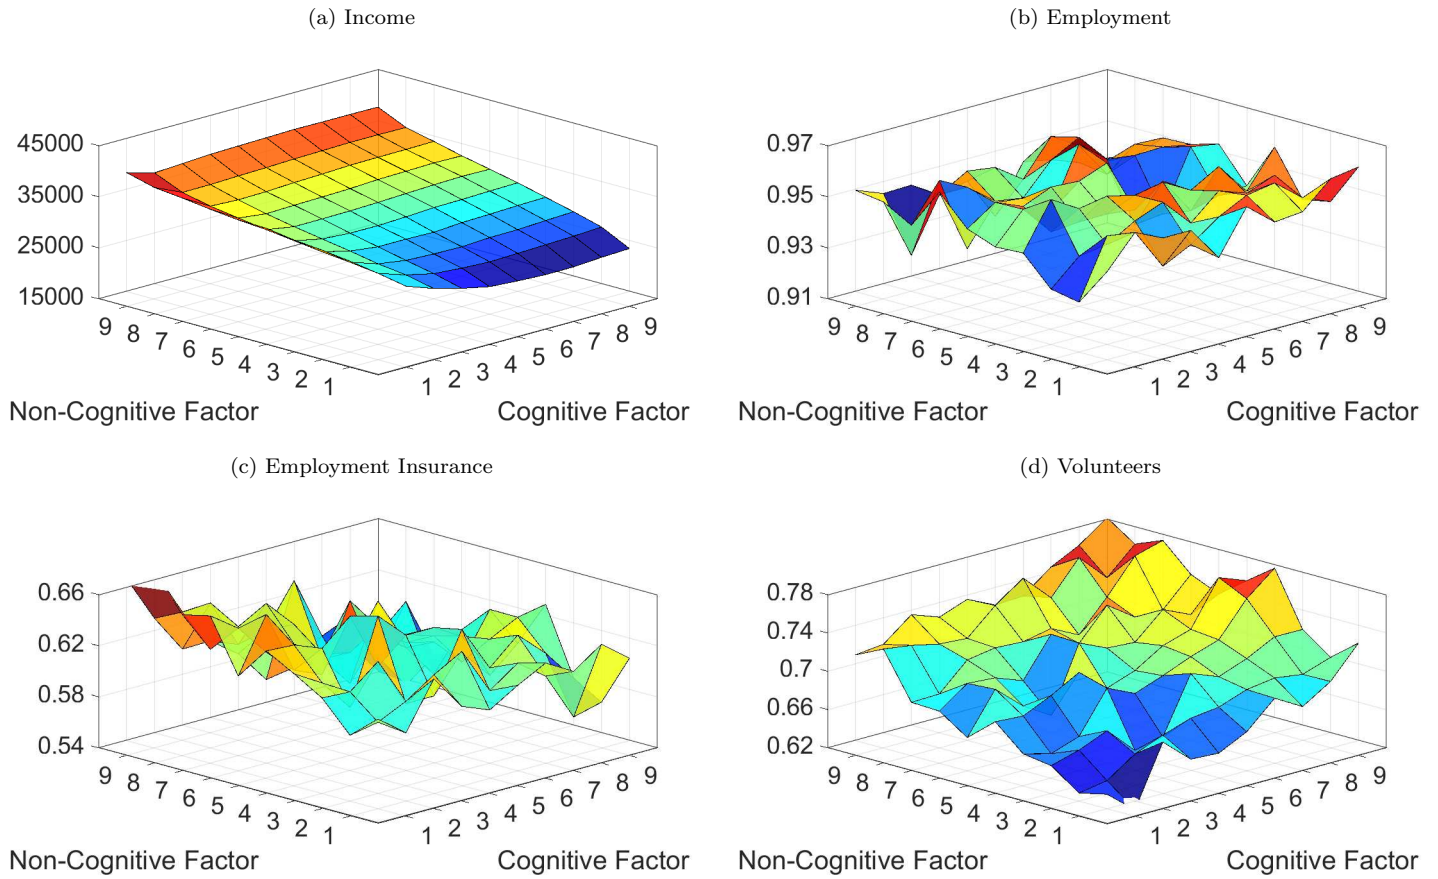 (a) Income
45000
35000
25000
15000
9 8 7 6 5 4 3 2 1
1 2 3 4 5 6 7 8 9
Non-Cognitive Factor
Cognitive Factor
(b) Employment
0.97
0.95
0.93
0.91
9 8 7 6 5 4 3 2 1
1 2 3 4 5 6 7 8 9
Non-Cognitive Factor
Cognitive Factor
(c) Employment Insurance
0.66
0.62
0.58
0.54
9 8 7 6 5 4 3 2 1
1 2 3 4 5 6 7 8 9
Non-Cognitive Factor
Cognitive Factor
(d) Volunteers
0.78
0.74
0.7
0.66
0.62
9 8 7 6 5 4 3 2 1
1 2 3 4 5 6 7 8 9
Non-Cognitive Factor
Cognitive Factor